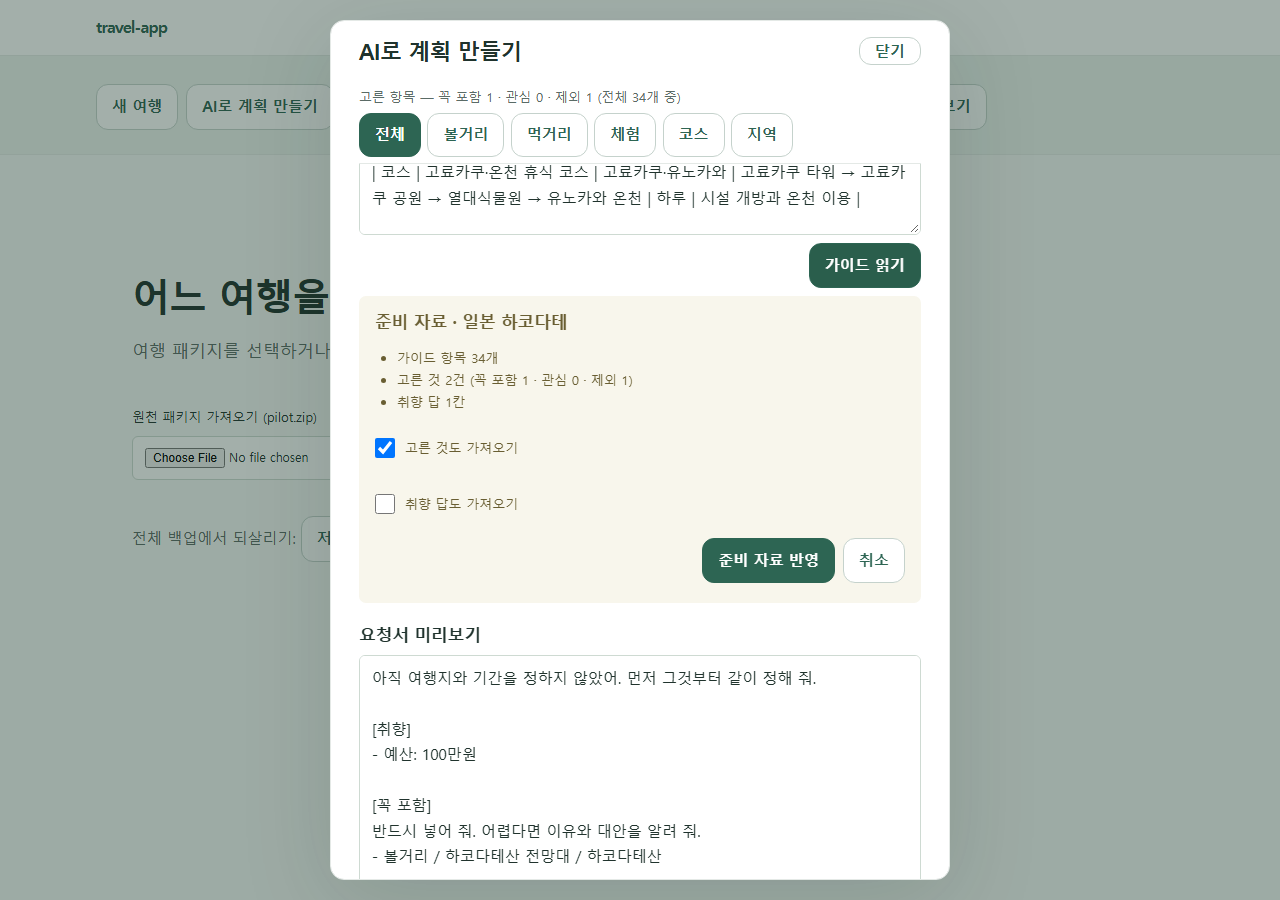 travel-app
새 여행
AI로 계획 만들기
보기
어느 여행을
여행 패키지를 선택하거나
원천 패키지 가져오기 (pilot.zip)
Choose File No file chosen
전체 백업에서 되살리기:
AI로 계획 만들기
닫기
고른 항목 — 꼭 포함 1 · 관심 0 · 제외 1 (전체 34개 중)
전체 볼거리 먹거리 체험 코스 지역
| 코스 | 고료카쿠·온천 휴식 코스 | 고료카쿠·유노카와 | 고료카쿠 타워 → 고료카
쿠 공원 → 열대식물원 → 유노카와 온천 | 하루 | 시설 개방과 온천 이용 |
가이드 읽기
준비 자료 · 일본 하코다테
• 가이드 항목 34개
• 고른 것 2건 (꼭 포함 1 · 관심 0 · 제외 1)
• 취향 답 1칸
고른 것도 가져오기
취향 답도 가져오기
준비 자료 반영
취소
요청서 미리보기
아직 여행지와 기간을 정하지 않았어. 먼저 그것부터 같이 정해 줘.
[취향]
- 예산: 100만원
[꼭 포함]
반드시 넣어 줘. 어렵다면 이유와 대안을 알려 줘.
- 볼거리 / 하코다테산 전망대 / 하코다테산